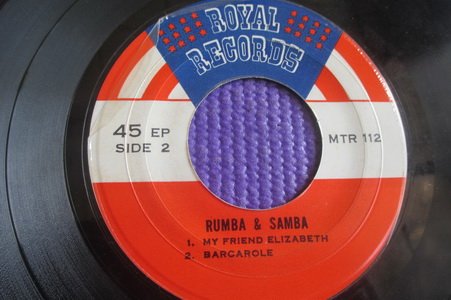 ROYAL
RECORDS
45 EP
SIDE 2
MTR 112
RUMBA & SAMBA
1. MY FRIEND ELIZABETH
2. BARCAROLE